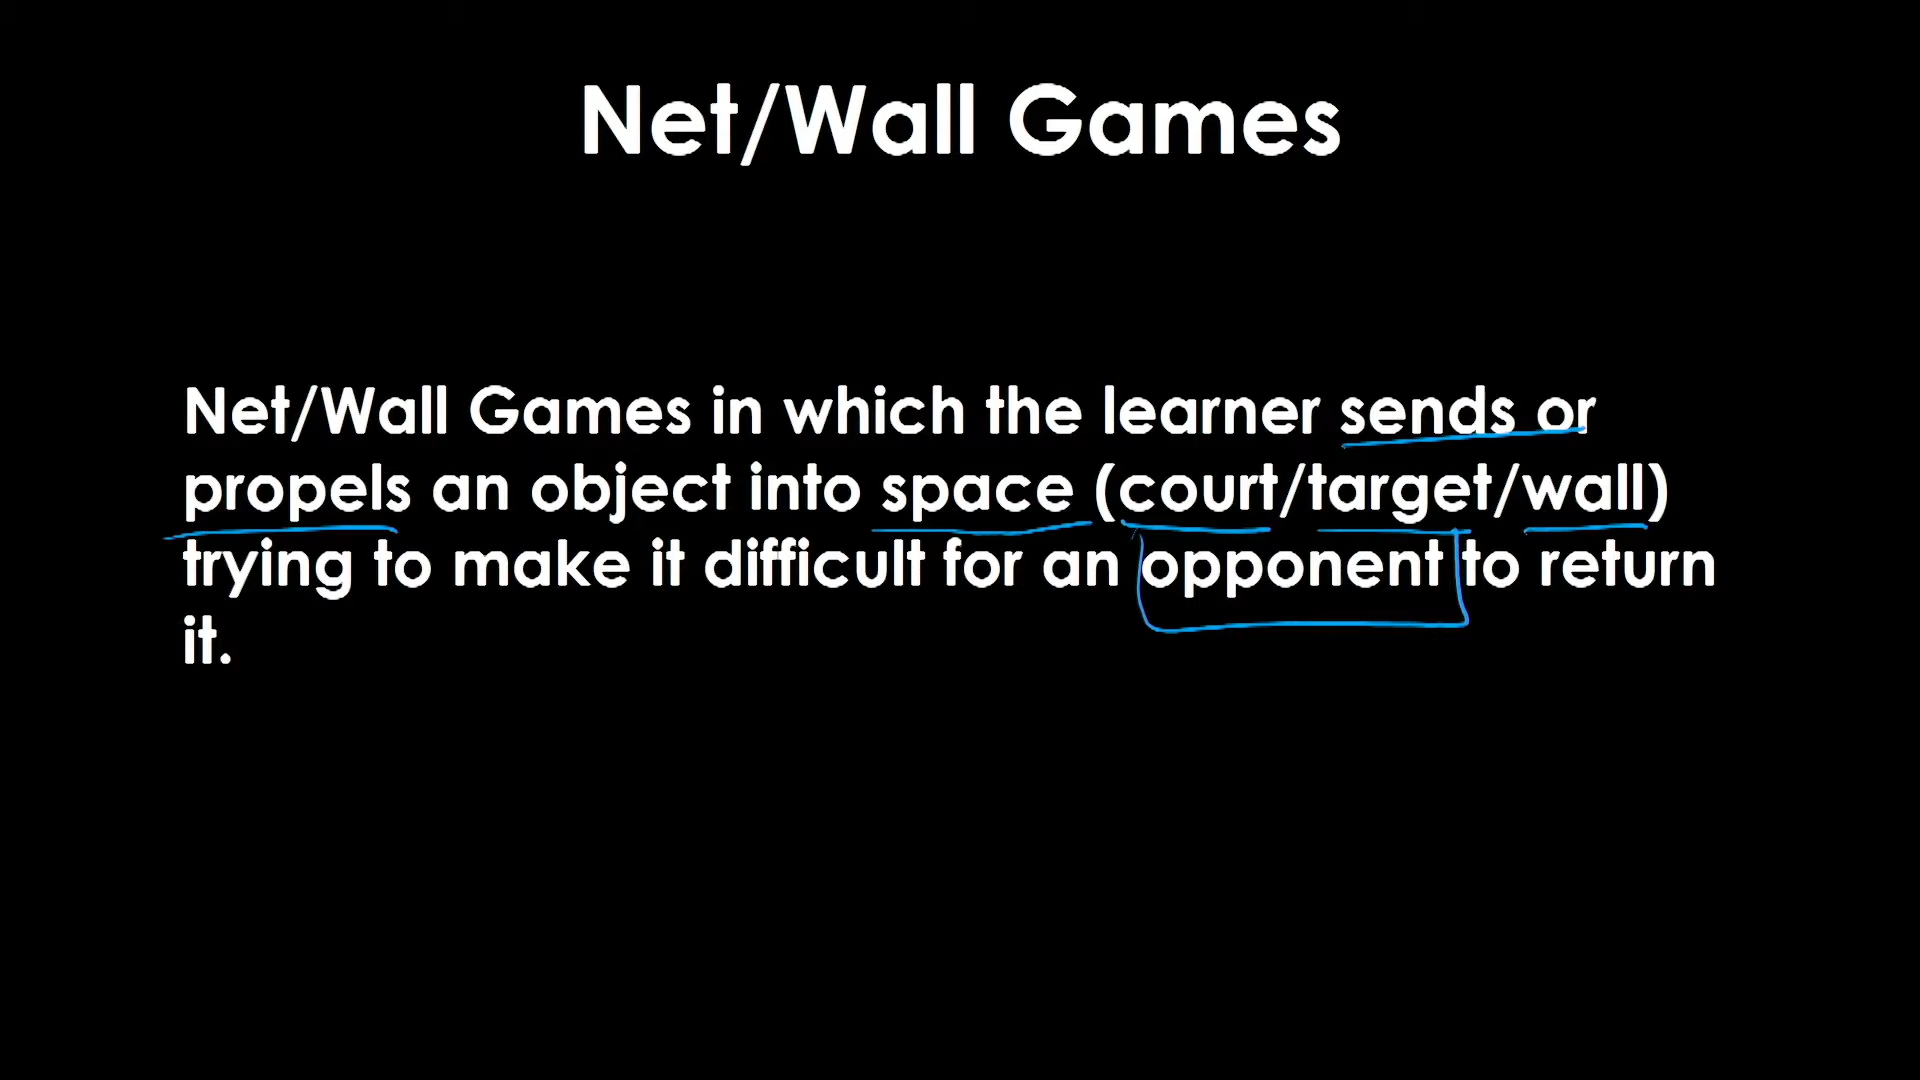 Net/Wall Games
Net/Wall Games in which the learner sends or
propels an object into space (court/target/wall)
trying to make it difficult for an opponent to return
it.